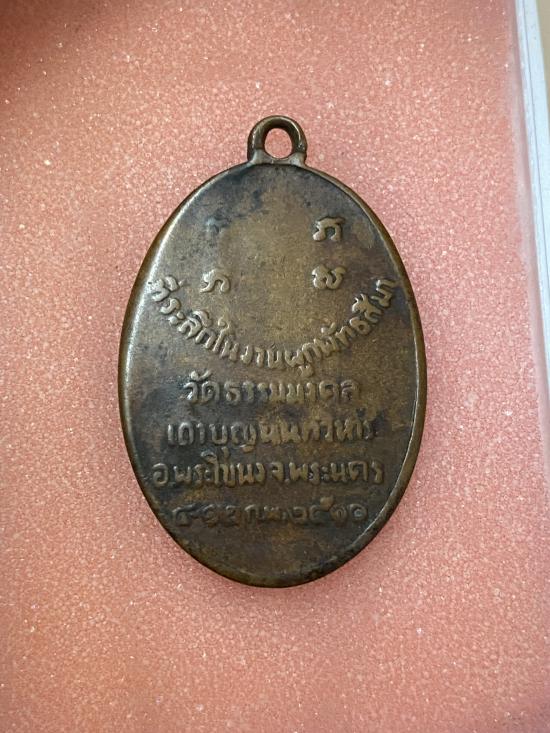 ที่ระลึกในงานผูกพัทธสีมา
วัดธรรมมงคล
เถาบุญนนทวิหาร
อ.พระโขนง จ.พระนคร
ก.พ. ๒๕๑๐